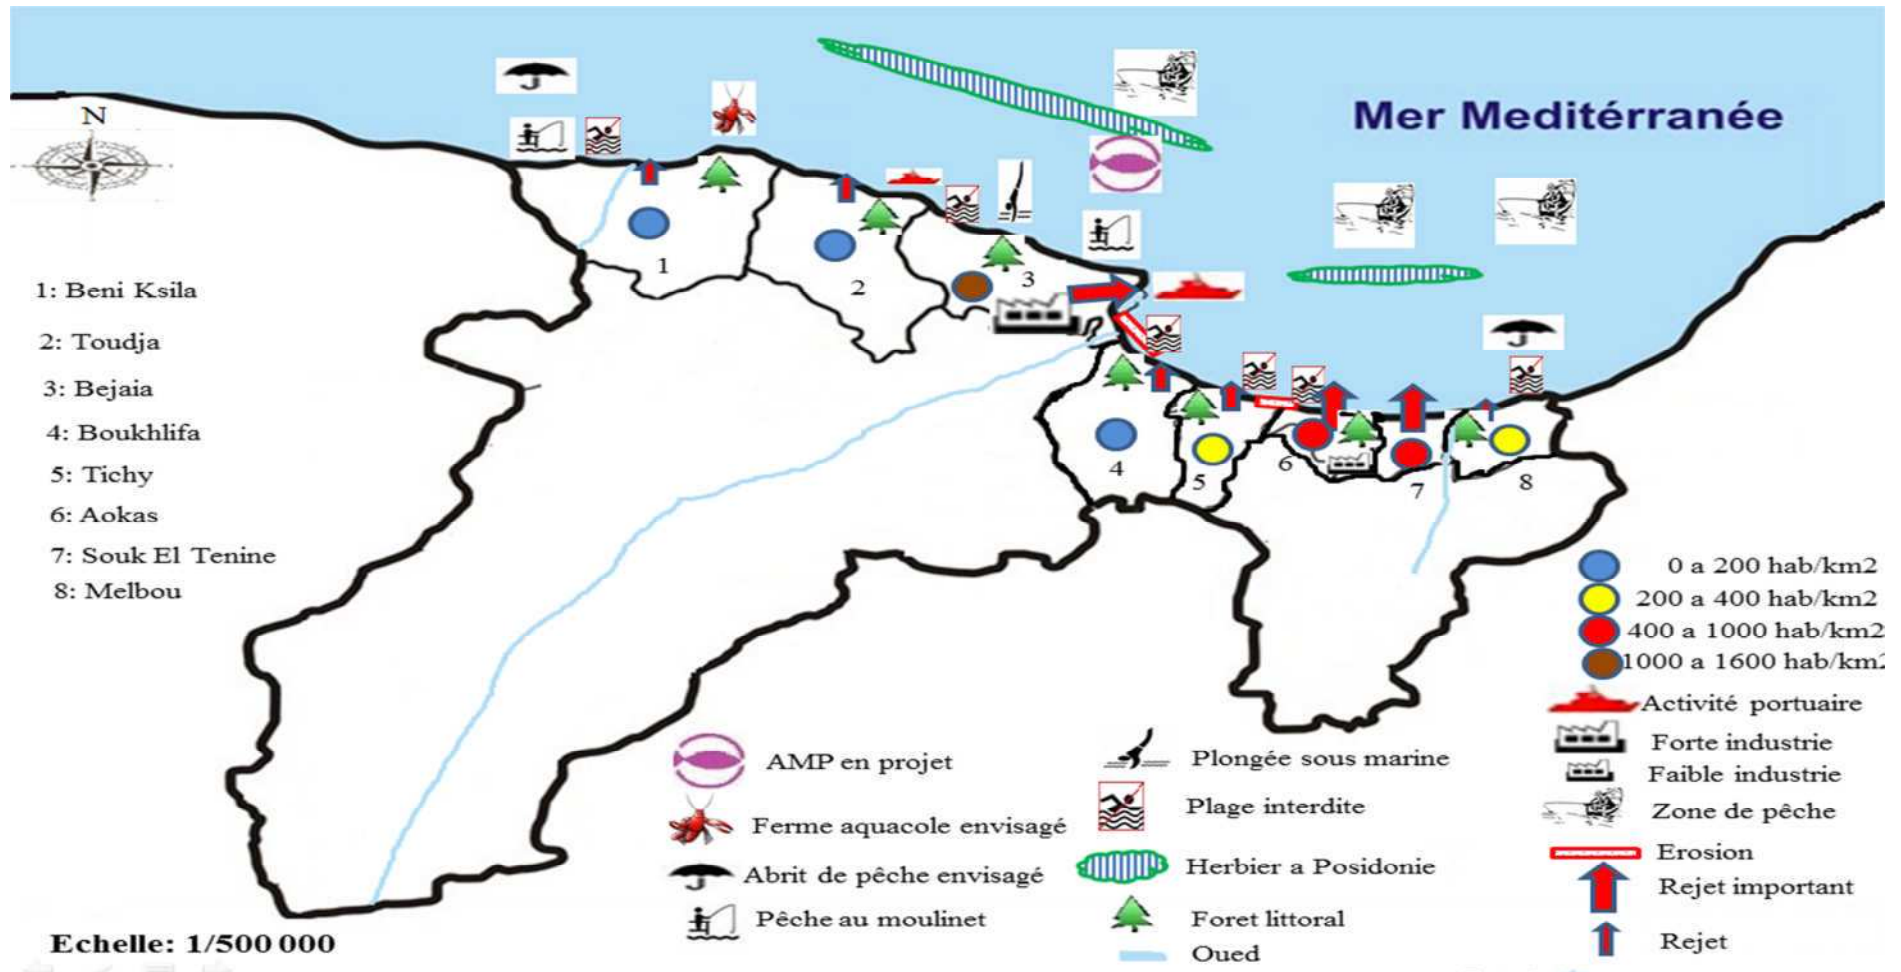 Mer Meditérranée
N
1
2
3
4
5
6
7
8
1: Beni Ksila
2: Toudja
3: Bejaia
4: Boukhlifa
5: Tichy
6: Aokas
7: Souk El Tenine
8: Melbou
0 a 200 hab/km2
200 a 400 hab/km2
400 a 1000 hab/km2
1000 a 1600 hab/km2
Activité portuaire
Forte industrie
Faible industrie
Zone de pêche
Erosion
Rejet important
Rejet
AMP en projet
Ferme aquacole envisagé
Abrit de pêche envisagé
Pêche au moulinet
Plongée sous marine
Plage interdite
Herbier a Posidonie
Foret littoral
Oued
Echelle: 1/500 000